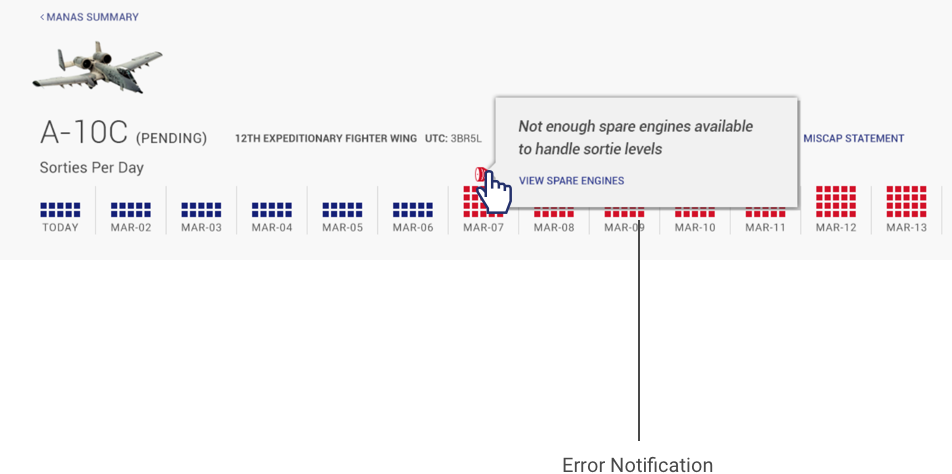 ‹ MANAS SUMMARY
A-10C (PENDING)
12TH EXPEDITIONARY FIGHTER WING UTC: 3BR5L
Not enough spare engines available
to handle sortie levels
VIEW SPARE ENGINES
MISCAP STATEMENT
Sorties Per Day
TODAY MAR-02 MAR-03 MAR-04 MAR-05 MAR-06 MAR-07 MAR-08 MAR-09 MAR-10 MAR-11 MAR-12 MAR-13
Error Notification